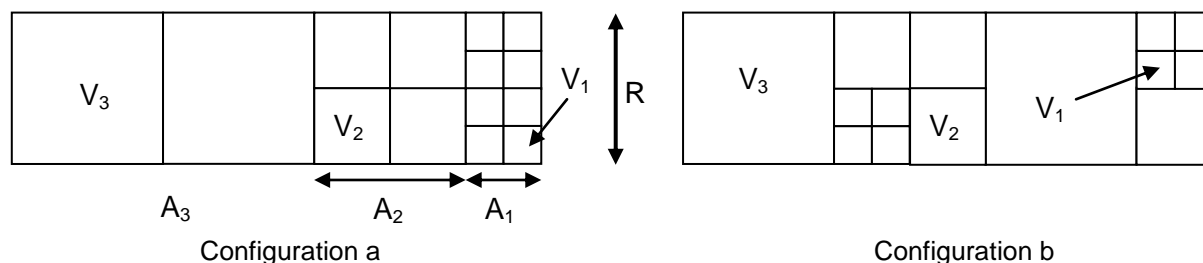 V₃
V₂
V₁
R
A₃
A₂
A₁
Configuration a
V₃
V₂
V₁
Configuration b